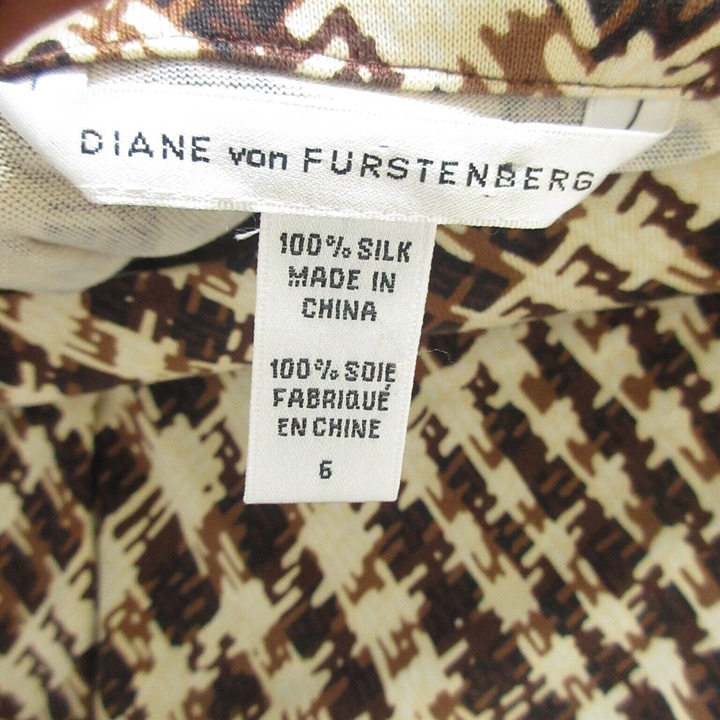 DIANE von FURSTENBERG
100% SILK
MADE IN
CHINA
100% SOIE
FABRIQUÉ
EN CHINE
6